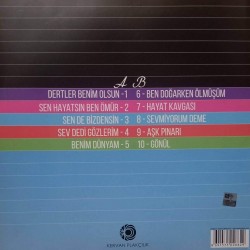 A B
DERTLER BENİM OLSUN - 1 6 - BEN DOĞARKEN ÖLMÜŞÜM
SEN HAYATSIN BEN ÖMÜR - 2 7 - HAYAT KAVGASI
SEN DE BİZDENSİN - 3 8 - SEVMİYORUM DEME
SEV DEDİ GÖZLERİM - 4 9 - AŞK PINARI
BENİM DÜNYAM - 5 10 - GÖNÜL